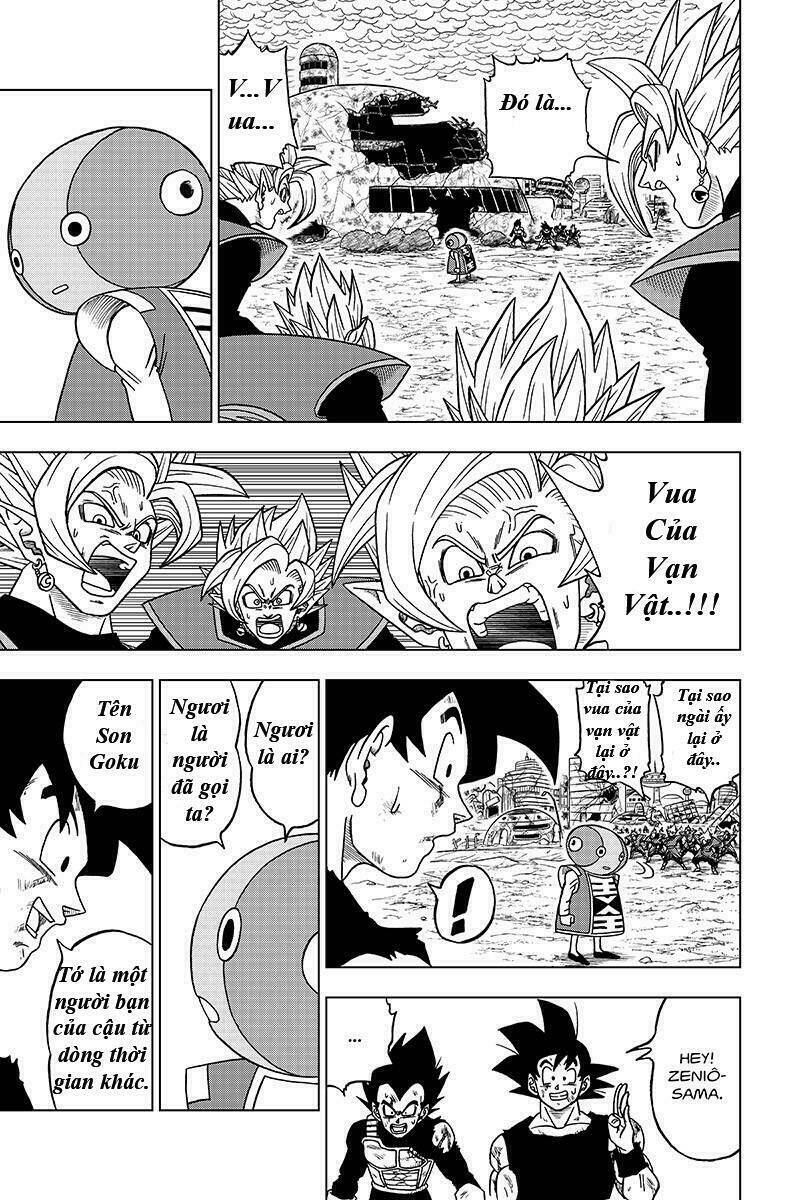 Đó là...
V...V
ua...
Vua
Của
Vạn
Vật..!!!
Tại sao
ngài ấy
lại ở
đây..
Tại sao
vua của
vạn vật
lại ở
đây..?!
!
HEY!
ZENIÔ-
SAMA.
...
Ngươi
là ai?
Ngươi
là
người
đã gọi
ta?
Tên
Son
Goku
Tớ là một
người bạn
của cậu từ
dòng thời
gian khác.